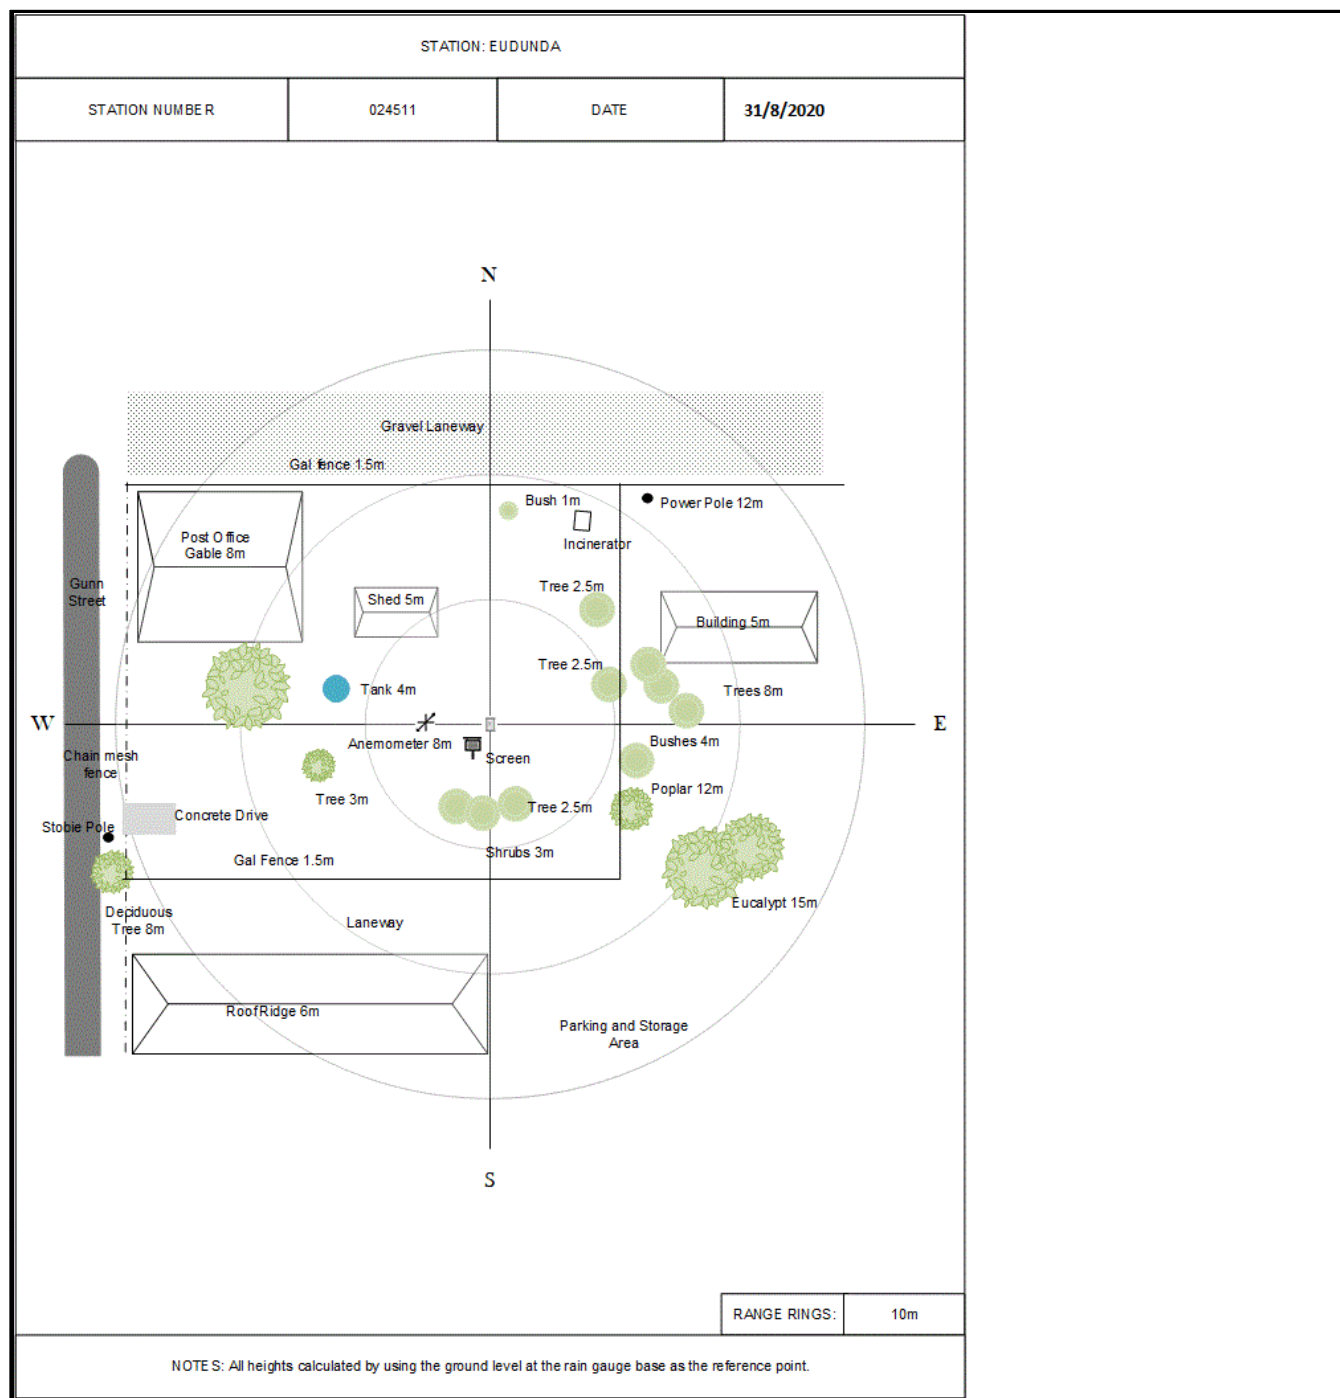 STATION: EUDUNDA
STATION NUMBER 024511 DATE 31/8/2020
N
Gravel Laneway
Gal fence 1.5m
Bush 1m
Power Pole 12m
Post Office
Gable 8m
Incinerator
Gunn
Street
Shed 5m
Tree 2.5m
Building 5m
Tree 2.5m
Tank 4m
Trees 8m
W
E
Anemometer 8m
Bushes 4m
Chain mesh
fence
Screen
Tree 3m
Poplar 12m
Concrete Drive
Tree 2.5m
Stobie Pole
Shrubs 3m
Gal Fence 1.5m
Eucalypt 15m
Deciduous
Tree 8m
Laneway
Roof Ridge 6m
Parking and Storage
Area
S
RANGE RINGS: 10m
NOTES: All heights calculated by using the ground level at the rain gauge base as the reference point.